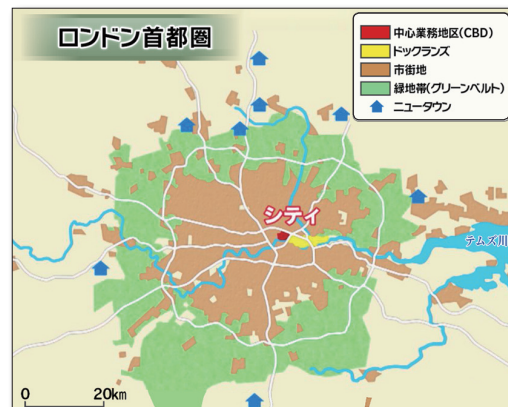 ロンドン首都圏
中心業務地区(CBD)
ドックランズ
市街地
緑地帯(グリーンベルト)
ニュータウン
シティ
テムズ川
0 20km